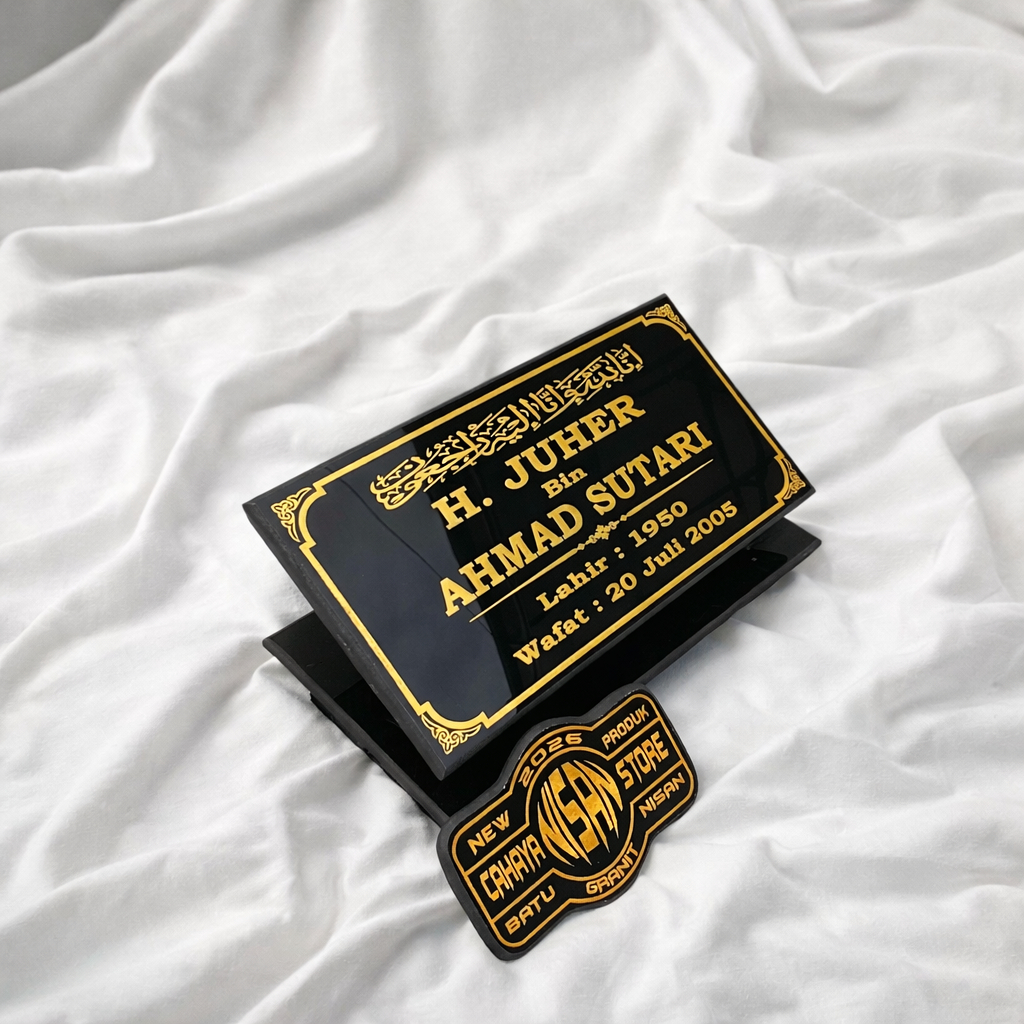 إنا لله وإنا إليه راجعون
H. JUHER
Bin
AHMAD SUTARI
Lahir : 1950
Wafat : 20 Juli 2005
2026
NEW PRODUK
CAHAYA NISAN STORE
BATU GRANIT NISAN